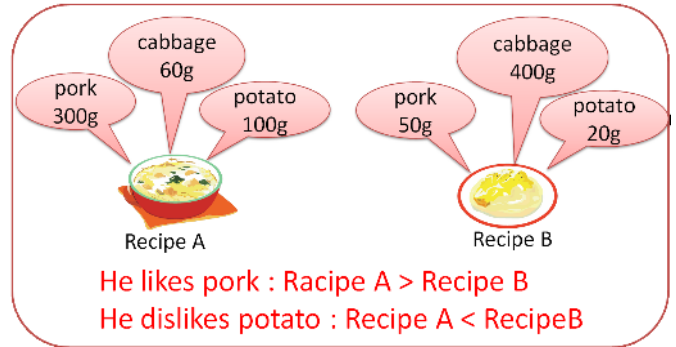 cabbage
60g
pork
300g
potato
100g
Recipe A
cabbage
400g
pork
50g
potato
20g
Recipe B
He likes pork : Racipe A > Recipe B
He dislikes potato : Recipe A < RecipeB